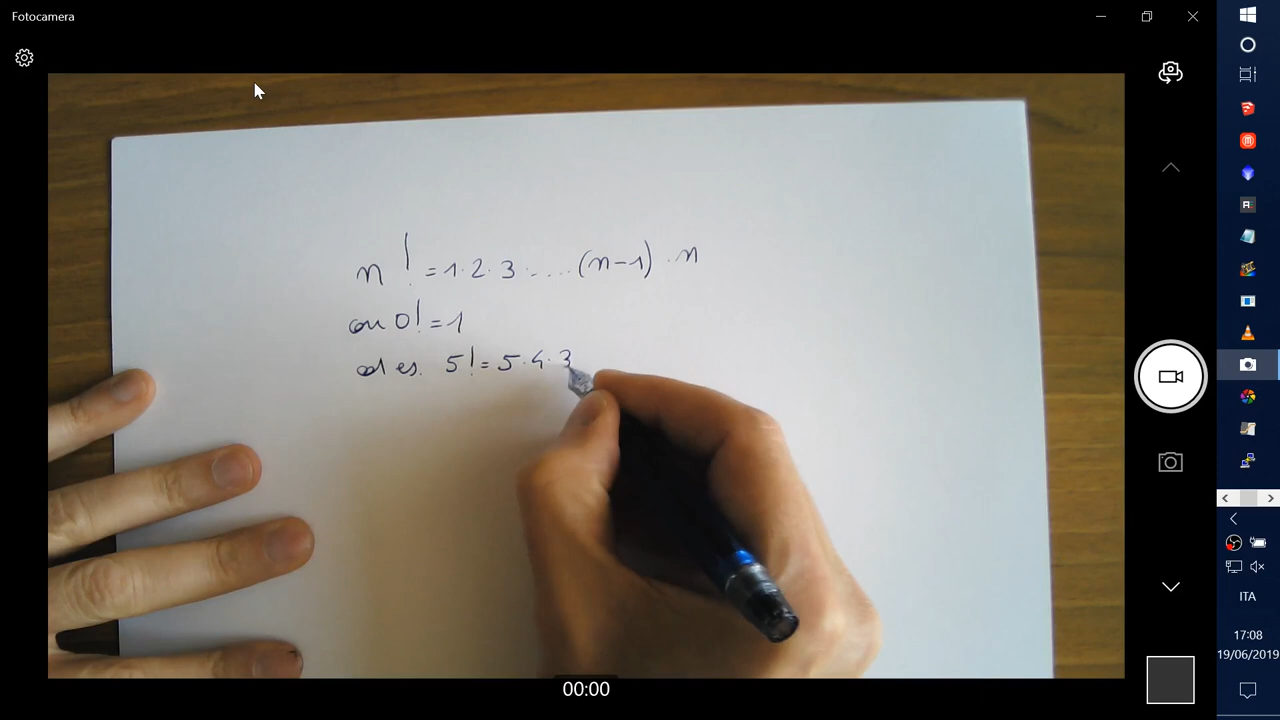 Fotocamera
n! = 1·2·3·....(n-1)·n
con 0! = 1
ad es. 5! = 5·4·3
00:00
ITA
17:08
19/06/2019